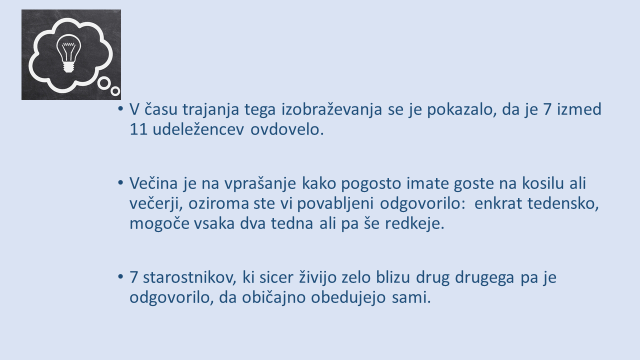 • V času trajanja tega izobraževanja se je pokazalo, da je 7 izmed
11 udeležencev ovdovelo.
• Večina je na vprašanje kako pogosto imate goste na kosilu ali
večerji, oziroma ste vi povabljeni odgovorilo: enkrat tedensko,
mogoče vsaka dva tedna ali pa še redkeje.
• 7 starostnikov, ki sicer živijo zelo blizu drug drugega pa je
odgovorilo, da običajno obedujejo sami.